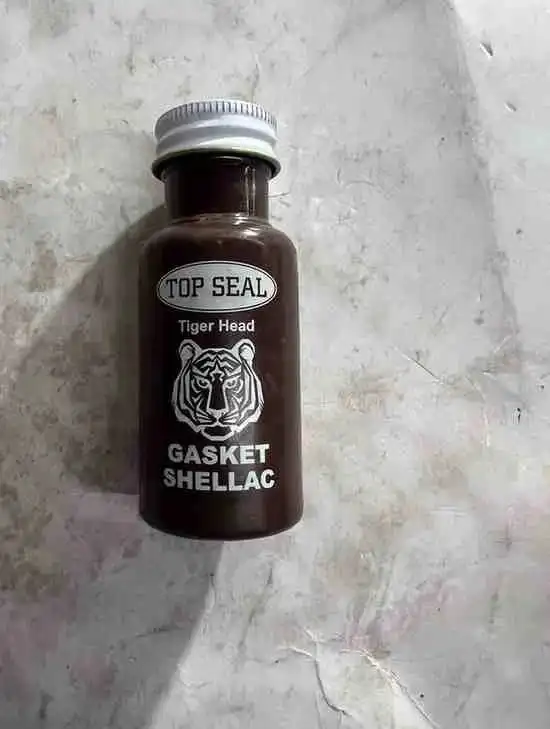 TOP SEAL
Tiger Head
GASKET
SHELLAC